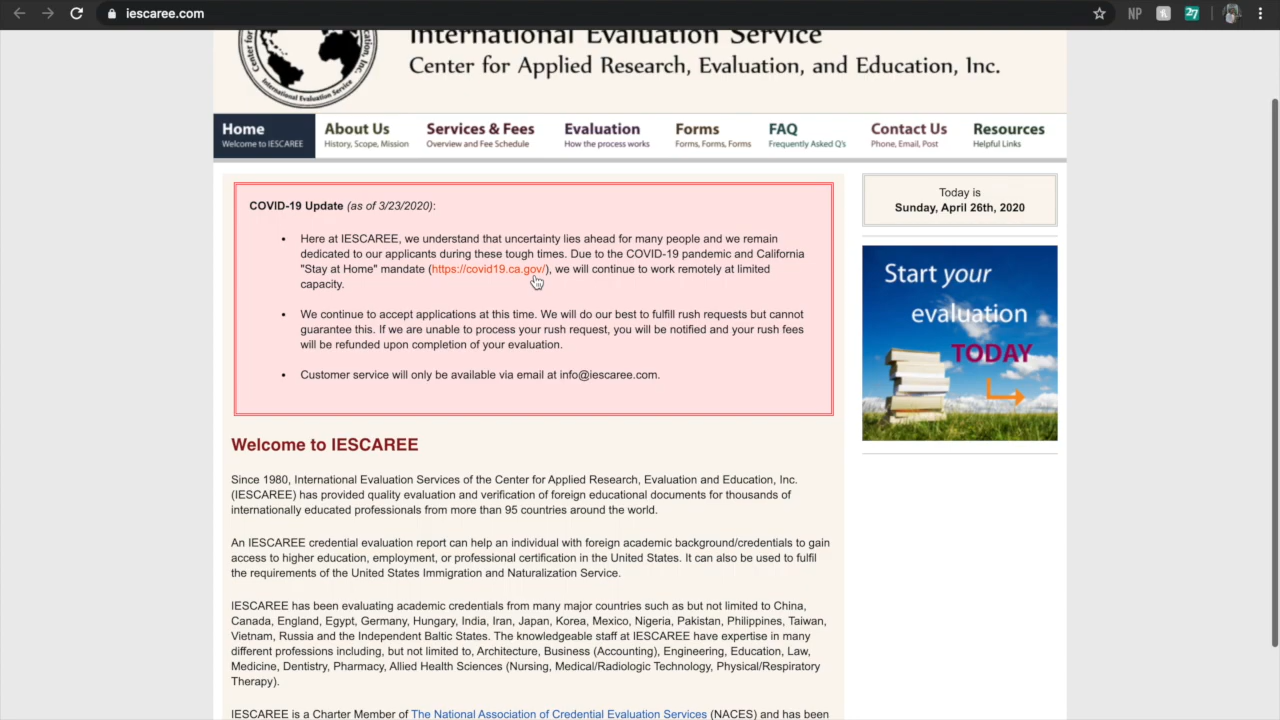 iescaree.com
NP
International Evaluation Service
Center for Applied Research, Evaluation, and Education, Inc.
International Evaluation Service
Home
Welcome to IESCAREE
About Us
History, Scope, Mission
Services & Fees
Overview and Fee Schedule
Evaluation
How the process works
Forms
Forms, Forms, Forms
FAQ
Frequently Asked Q's
Contact Us
Phone, Email, Post
Resources
Helpful Links
COVID-19 Update (as of 3/23/2020):
• Here at IESCAREE, we understand that uncertainty lies ahead for many people and we remain
dedicated to our applicants during these tough times. Due to the COVID-19 pandemic and California
"Stay at Home" mandate (https://covid19.ca.gov/), we will continue to work remotely at limited
capacity.
• We continue to accept applications at this time. We will do our best to fulfill rush requests but cannot
guarantee this. If we are unable to process your rush request, you will be notified and your rush fees
will be refunded upon completion of your evaluation.
• Customer service will only be available via email at info@iescaree.com.
Today is
Sunday, April 26th, 2020
Start your
evaluation
TODAY
Welcome to IESCAREE
Since 1980, International Evaluation Services of the Center for Applied Research, Evaluation and Education, Inc.
(IESCAREE) has provided quality evaluation and verification of foreign educational documents for thousands of
internationally educated professionals from more than 95 countries around the world.
An IESCAREE credential evaluation report can help an individual with foreign academic background/credentials to gain
access to higher education, employment, or professional certification in the United States. It can also be used to fulfil
the requirements of the United States Immigration and Naturalization Service.
IESCAREE has been evaluating academic credentials from many major countries such as but not limited to China,
Canada, England, Egypt, Germany, Hungary, India, Iran, Japan, Korea, Mexico, Nigeria, Pakistan, Philippines, Taiwan,
Vietnam, Russia and the Independent Baltic States. The knowledgeable staff at IESCAREE have expertise in many
different professions including, but not limited to, Architecture, Business (Accounting), Engineering, Education, Law,
Medicine, Dentistry, Pharmacy, Allied Health Sciences (Nursing, Medical/Radiologic Technology, Physical/Respiratory
Therapy).
IESCAREE is a Charter Member of The National Association of Credential Evaluation Services (NACES) and has been